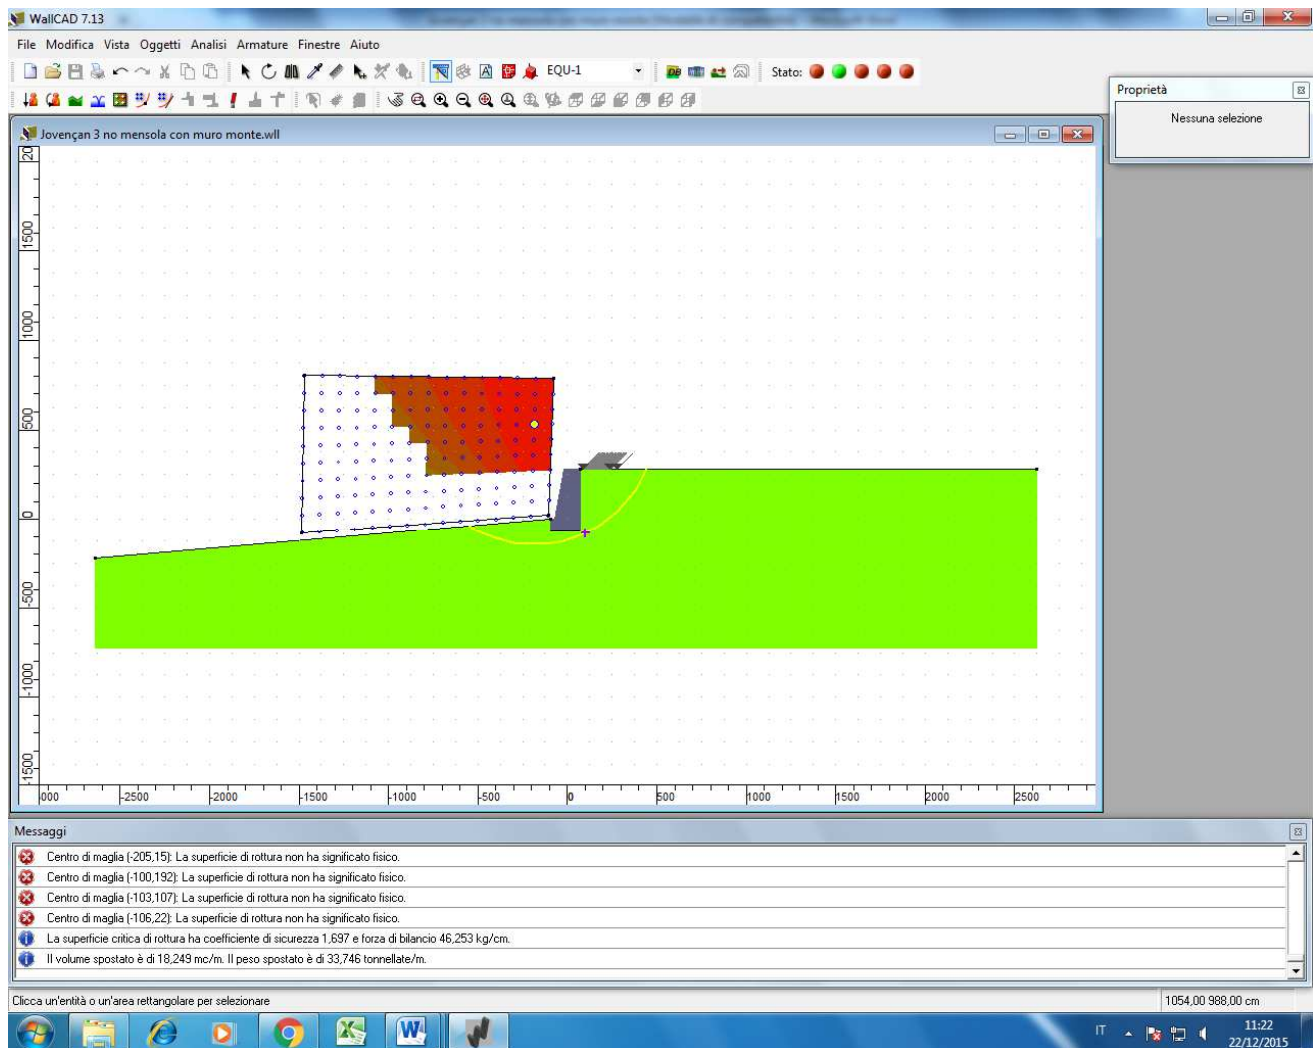 WallCAD 7.13
File Modifica Vista Oggetti Analisi Armature Finestre Aiuto
A EQU-1 DB Stato:
Proprietà
Nessuna selezione
Jovençan 3 no mensola con muro monte.wll
20
1500
1000
500
0
-500
-1000
-1500
-000 -2500 -2000 -1500 -1000 -500 0 500 1000 1500 2000 2500
Messaggi
Centro di maglia (-205,15): La superficie di rottura non ha significato fisico.
Centro di maglia (-100,192): La superficie di rottura non ha significato fisico.
Centro di maglia (-103,107): La superficie di rottura non ha significato fisico.
Centro di maglia (-106,22): La superficie di rottura non ha significato fisico.
La superficie critica di rottura ha coefficiente di sicurezza 1,697 e forza di bilancio 46,253 kg/cm.
Il volume spostato è di 18,249 mc/m. Il peso spostato è di 33,746 tonnellate/m.
Clicca un'entità o un'area rettangolare per selezionare
1054,00 988,00 cm
IT
11:22
22/12/2015